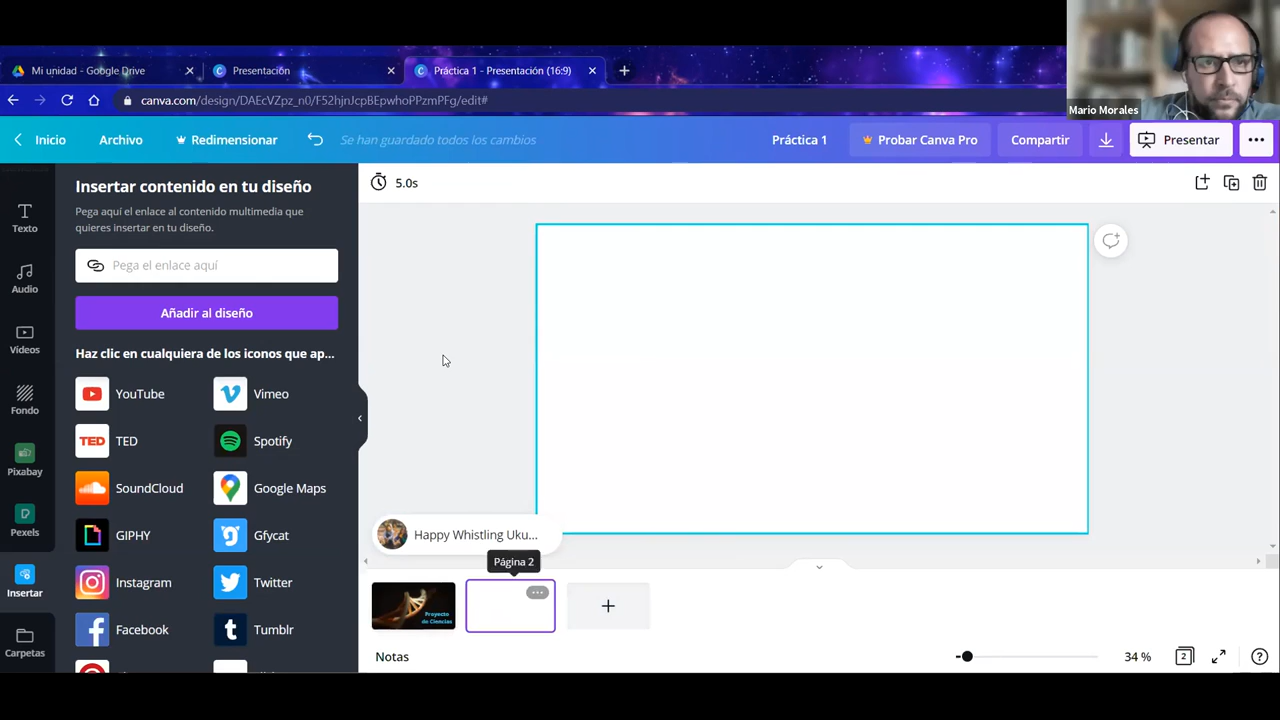 Mi unidad - Google Drive
Presentación
Práctica 1 - Presentación (16:9)
canva.com/design/DAEcVZpz_n0/F52hjnJcpBEpwhoPPzmPFg/edit#
Mario Morales
Inicio
Archivo
Redimensionar
Se han guardado todos los cambios
Práctica 1
Probar Canva Pro
Compartir
Presentar
Texto
Audio
Vídeos
Fondo
Pixabay
Pexels
Insertar
Carpetas
Insertar contenido en tu diseño
Pega aquí el enlace al contenido multimedia que
quieres insertar en tu diseño.
Pega el enlace aquí
Añadir al diseño
Haz clic en cualquiera de los iconos que ap...
YouTube
Vimeo
TED
TED
Spotify
SoundCloud
Google Maps
GIPHY
Gfycat
Instagram
Twitter
Facebook
Tumblr
5.0s
Happy Whistling Uku...
Página 2
Proyecto
de Ciencias
Notas
34 %
2